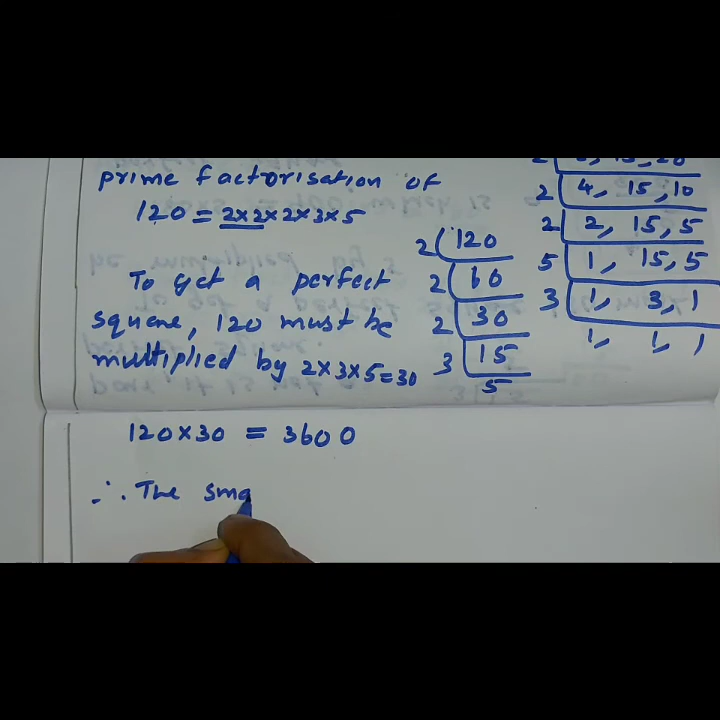 prime factorisation of
120 = 2×2×2×3×5
To get a perfect
square, 120 must be
multiplied by 2×3×5=30
2 120
2 60
2 30
3 15
5
15, 20
2 4, 15, 10
2 2, 15, 5
5 1, 15, 5
3 1, 3, 1
1, 1, 1
120×30 = 3600
∴ The sma